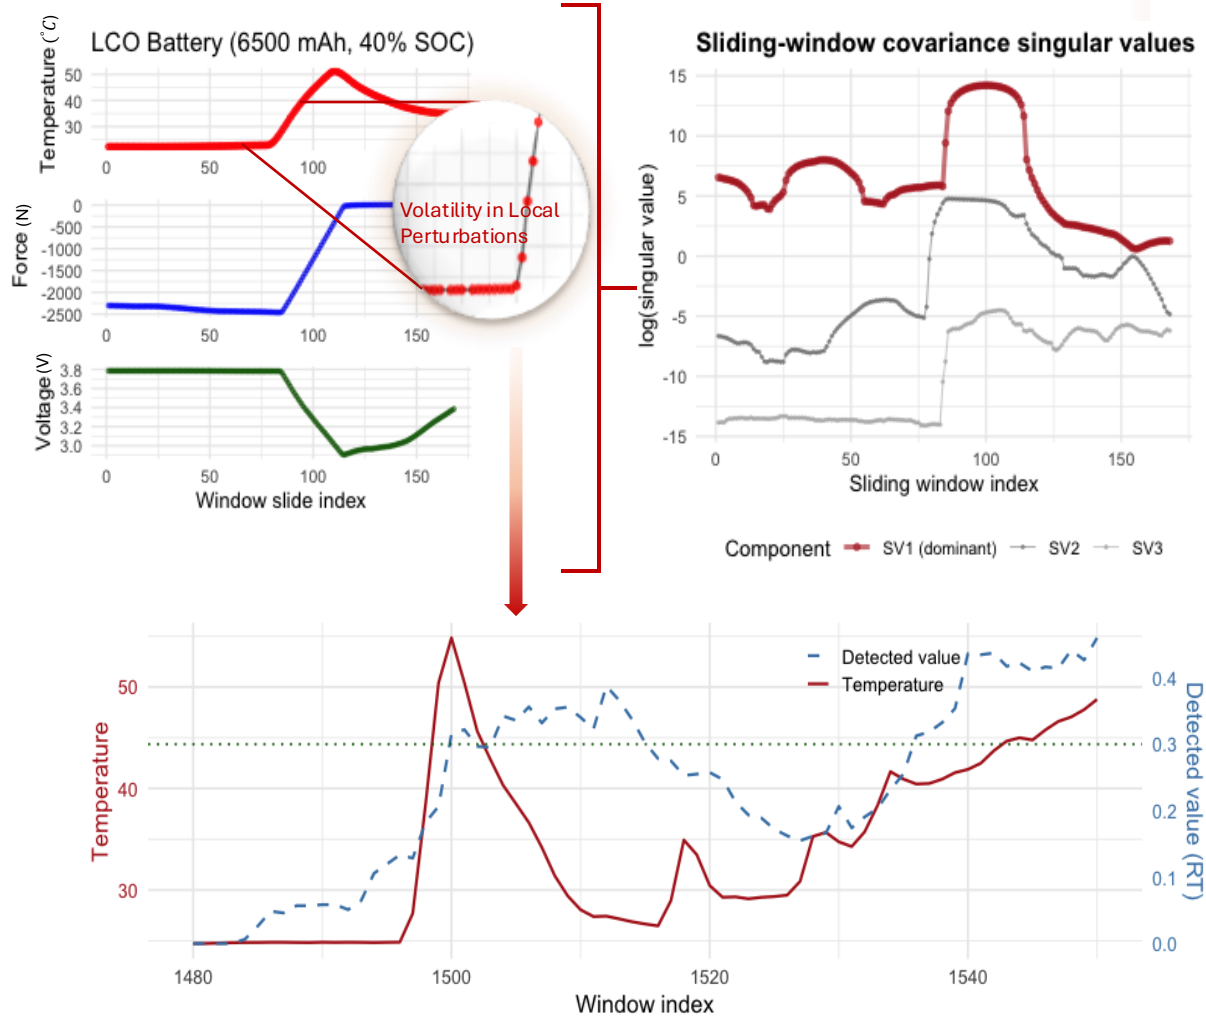 LCO Battery (6500 mAh, 40% SOC)
Temperature (°C)
50
40
30
0
50
100
Force (N)
0
-500
-1000
-1500
-2000
-2500
0
50
100
150
Voltage (V)
3.8
3.6
3.4
3.2
3.0
0
50
100
150
Window slide index
Volatility in Local
Perturbations
Sliding-window covariance singular values
log(singular value)
15
10
5
0
-5
-10
-15
0
50
100
150
Sliding window index
Component
SV1 (dominant)
SV2
SV3
Detected value
Temperature
Temperature
50
40
30
0.4
0.3
0.2
0.1
0.0
Detected value (RT)
1480
1500
1520
1540
Window index